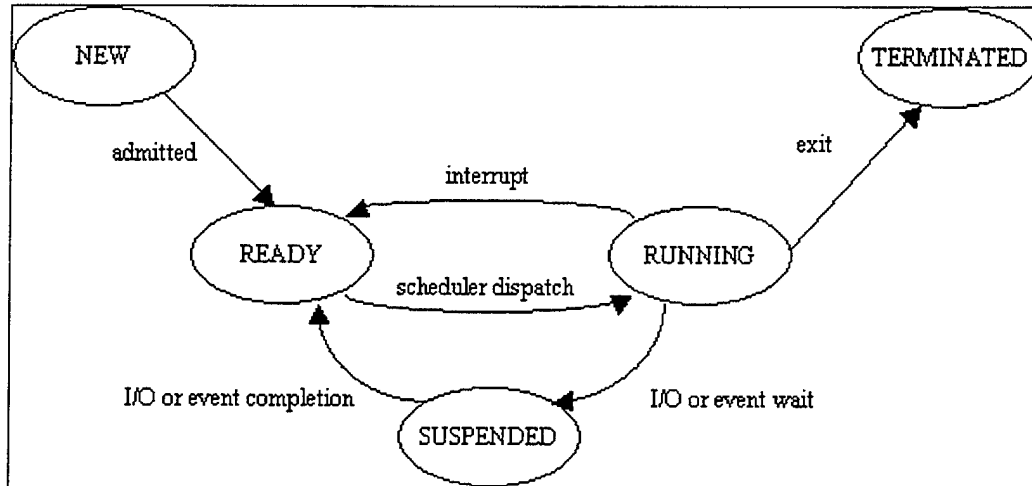 NEW
TERMINATED
admitted
exit
interrupt
READY
RUNNING
scheduler dispatch
I/O or event completion
I/O or event wait
SUSPENDED